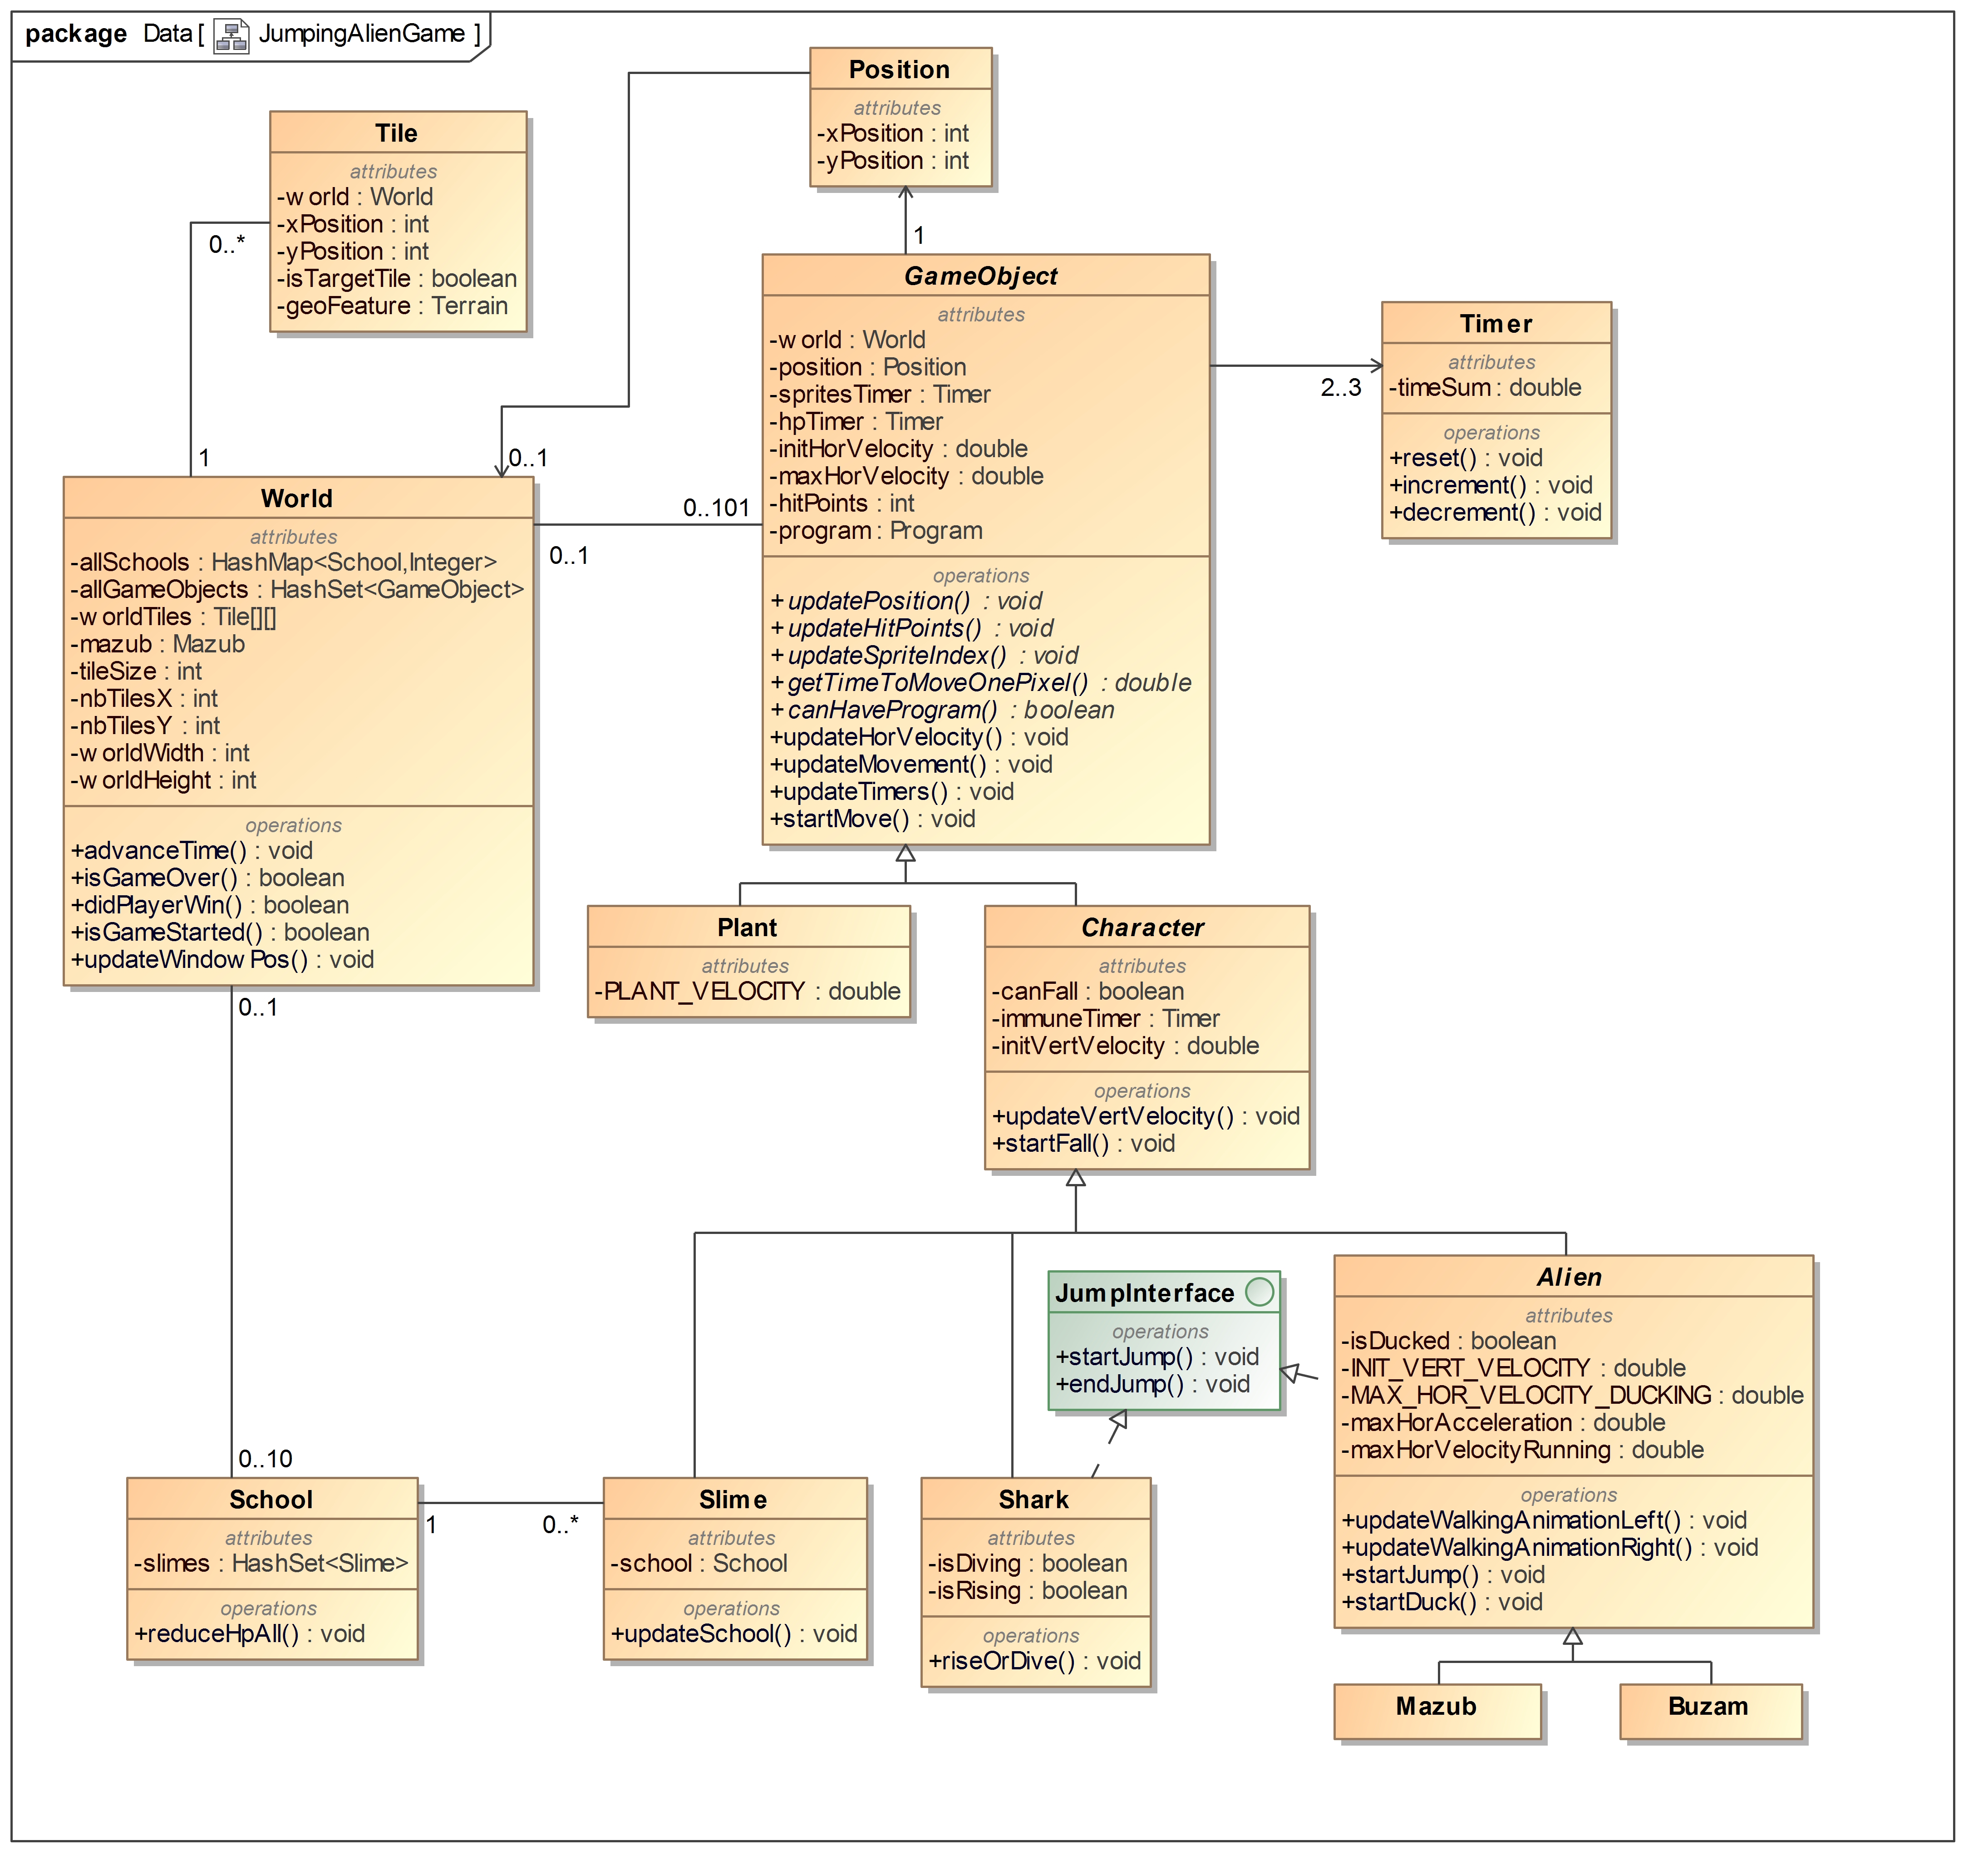 package Data [ JumpingAlienGame ]
Position
attributes
-xPosition : int
-yPosition : int
Tile
attributes
-world : World
-xPosition : int
-yPosition : int
-isTargetTile : boolean
-geoFeature : Terrain
0..*
1
1
0..1
GameObject
attributes
-world : World
-position : Position
-spritesTimer : Timer
-hpTimer : Timer
-initHorVelocity : double
-maxHorVelocity : double
-hitPoints : int
-program : Program
operations
+updatePosition() : void
+updateHitPoints() : void
+updateSpriteIndex() : void
+getTimeToMoveOnePixel() : double
+canHaveProgram() : boolean
+updateHorVelocity() : void
+updateMovement() : void
+updateTimers() : void
+startMove() : void
2..3
Timer
attributes
-timeSum : double
operations
+reset() : void
+increment() : void
+decrement() : void
0..101
0..1
World
attributes
-allSchools : HashMap<School,Integer>
-allGameObjects : HashSet<GameObject>
-worldTiles : Tile[][]
-mazub : Mazub
-tileSize : int
-nbTilesX : int
-nbTilesY : int
-worldWidth : int
-worldHeight : int
operations
+advanceTime() : void
+isGameOver() : boolean
+didPlayerWin() : boolean
+isGameStarted() : boolean
+updateWindowPos() : void
0..1
Plant
attributes
-PLANT_VELOCITY : double
Character
attributes
-canFall : boolean
-immuneTimer : Timer
-initVertVelocity : double
operations
+updateVertVelocity() : void
+startFall() : void
JumpInterface
operations
+startJump() : void
+endJump() : void
Alien
attributes
-isDucked : boolean
-INIT_VERT_VELOCITY : double
-MAX_HOR_VELOCITY_DUCKING : double
-maxHorAcceleration : double
-maxHorVelocityRunning : double
operations
+updateWalkingAnimationLeft() : void
+updateWalkingAnimationRight() : void
+startJump() : void
+startDuck() : void
0..10
School
attributes
-slimes : HashSet<Slime>
operations
+reduceHpAll() : void
1
0..*
Slime
attributes
-school : School
operations
+updateSchool() : void
Shark
attributes
-isDiving : boolean
-isRising : boolean
operations
+riseOrDive() : void
Mazub
Buzam